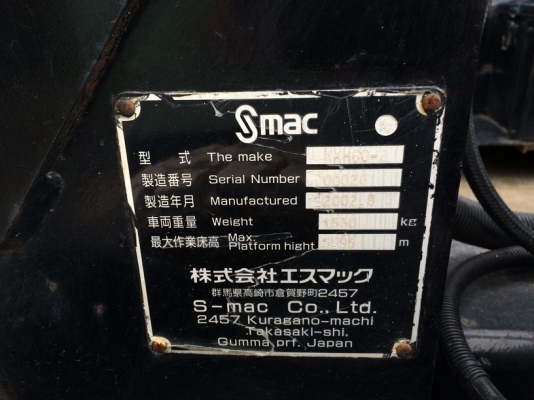 Smac
型式 The make
製造番号 Serial Number
製造年月 Manufactured 2002.8
車両重量 Weight kg
最大作業床高 Max. Platform hight m
株式会社エスマック
群馬県高崎市倉賀野町2457
S-mac Co., Ltd.
2457 Kuragano-machi
Takasaki-shi.
Gumma prf. Japan